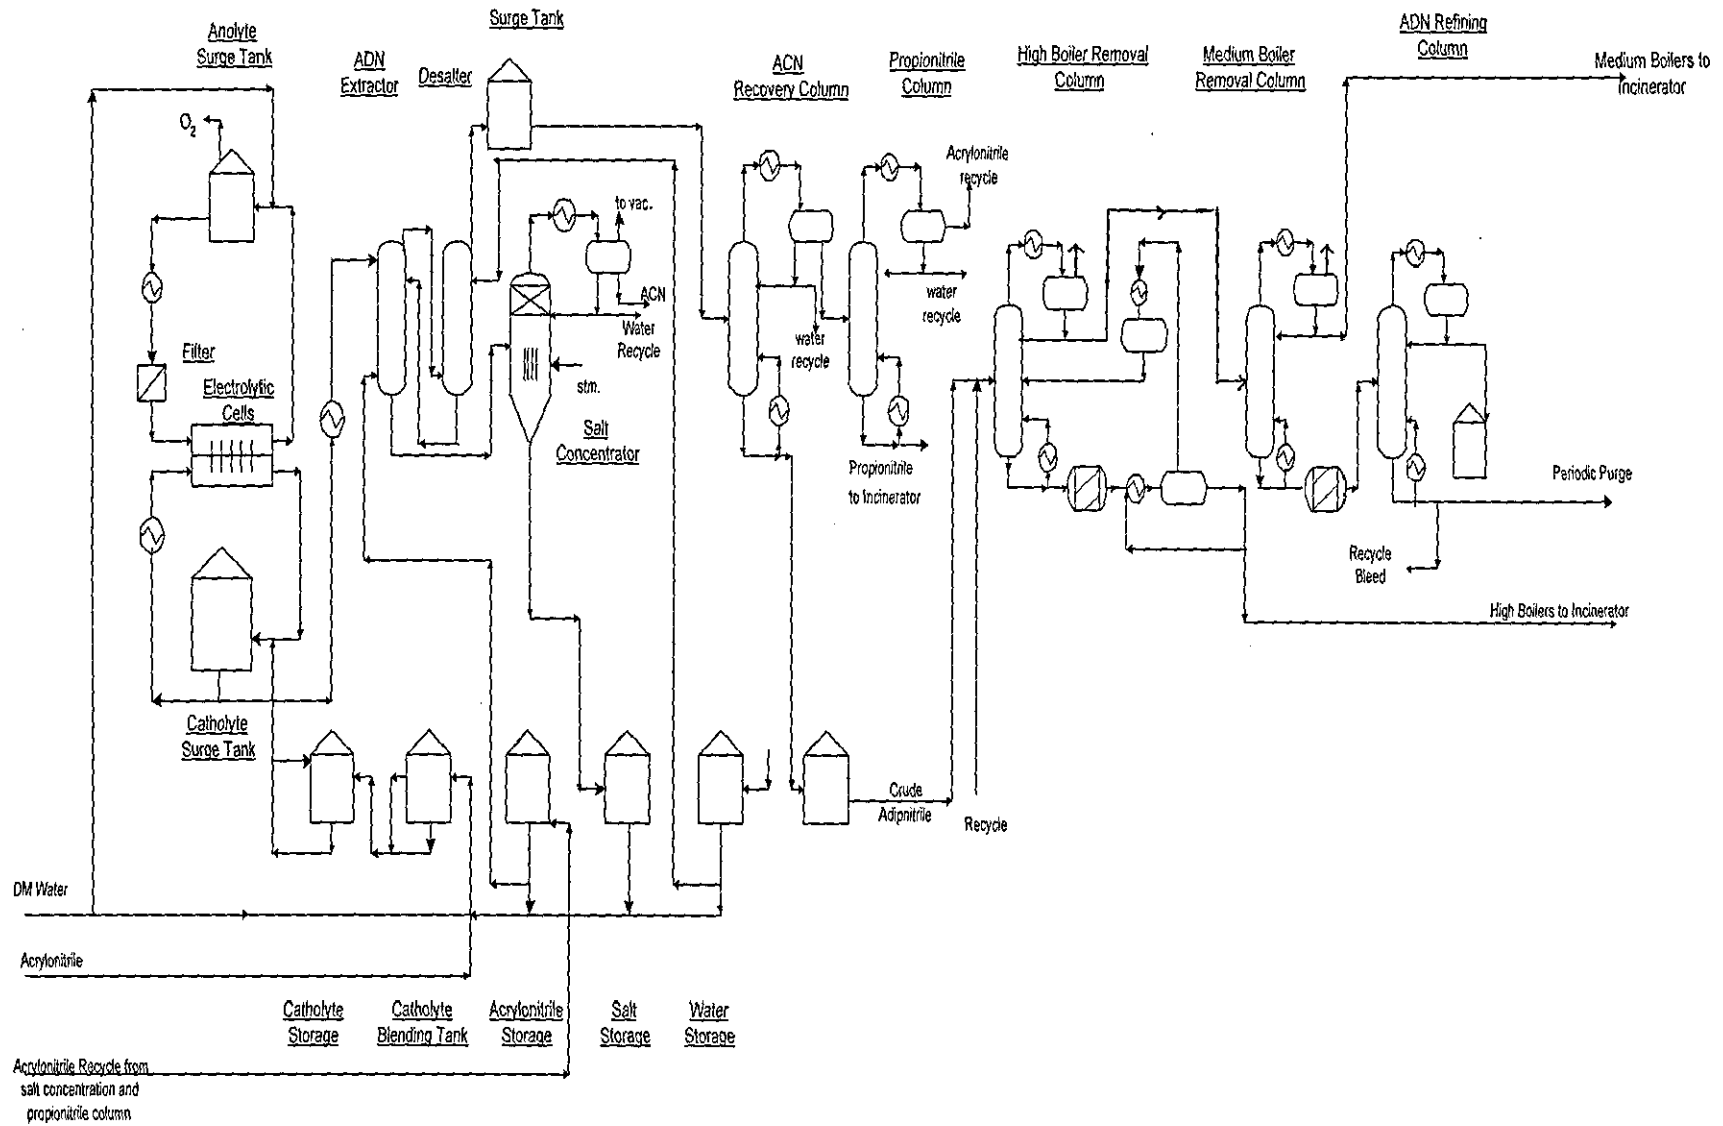 Surge Tank
Anolyte
Surge Tank
ADN
Extractor
Desalter
ACN
Recovery Column
Propionitrile
Column
High Boiler Removal
Column
Medium Boiler
Removal Column
ADN Refining
Column
Medium Boilers to
Incinerator
O2
to vac.
ACN
Water
Recycle
stm.
Salt
Concentrator
Filter
Electrolytic
Cells
Acrylonitrile
recycle
water
recycle
water
recycle
Propionitrile
to Incinerator
Periodic Purge
Recycle
Bleed
High Boilers to Incinerator
Catholyte
Surge Tank
Crude
Adipnitrile
Recycle
DM Water
Acrylonitrile
Catholyte
Storage
Catholyte
Blending Tank
Acrylonitrile
Storage
Salt
Storage
Water
Storage
Acrylonitrile Recycle from
salt concentration and
propionitrile column